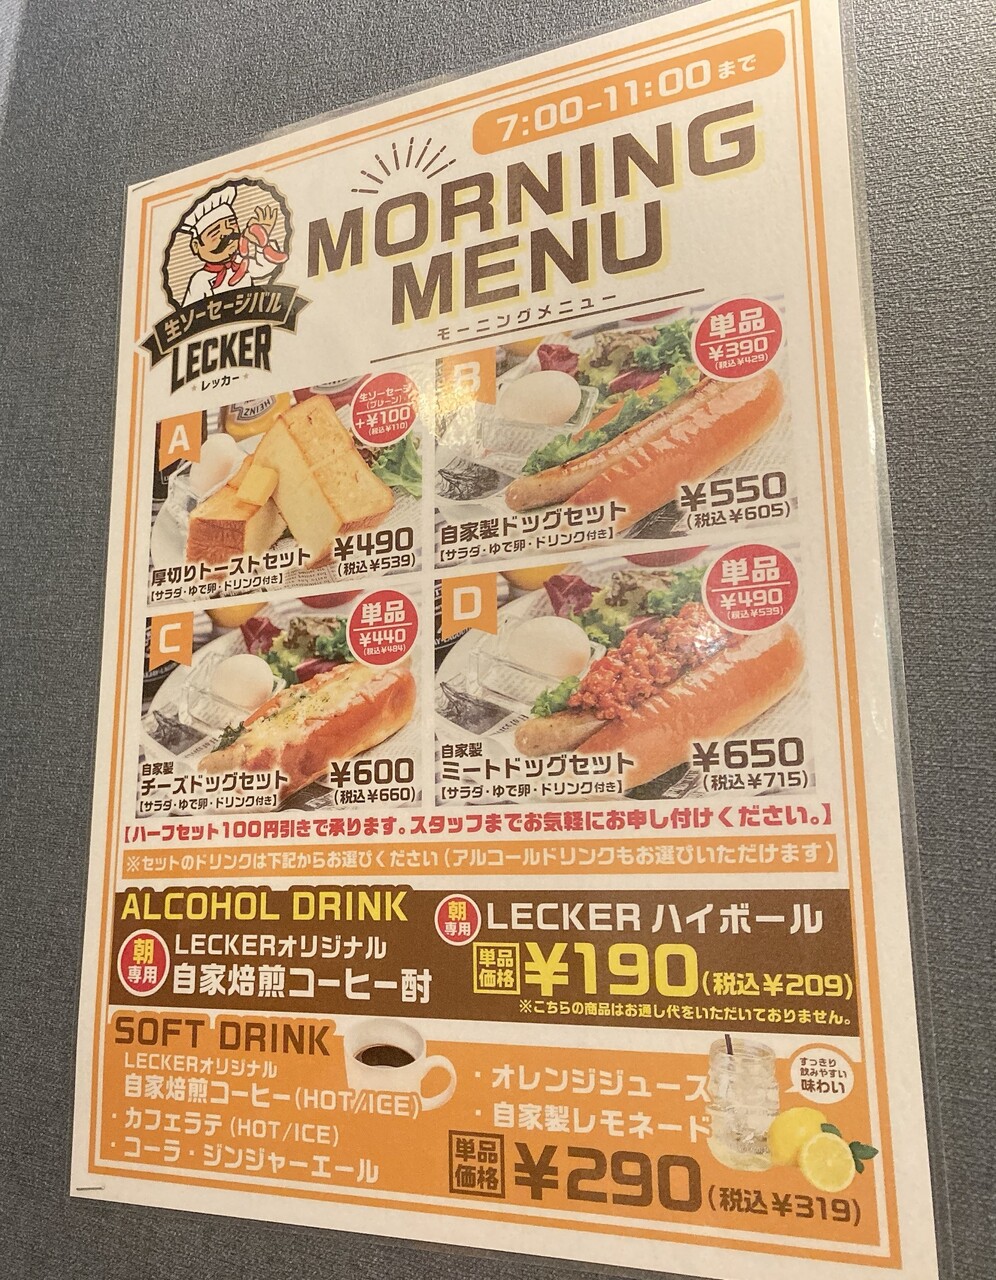 7:00-11:00まで
MORNING
MENU
モーニングメニュー
生ソーセージバル
LECKER
レッカー
A
生ソーセージ
(プレーン)
+¥100
(税込¥110)
厚切りトーストセット
¥490
(税込¥539)
【サラダ・ゆで卵・ドリンク付き】
B
単品
¥390
(税込¥429)
自家製ドッグセット
¥550
(税込¥605)
【サラダ・ゆで卵・ドリンク付き】
C
単品
¥440
(税込¥484)
自家製
チーズドッグセット
¥600
(税込¥660)
【サラダ・ゆで卵・ドリンク付き】
D
単品
¥490
(税込¥539)
自家製
ミートドッグセット
¥650
(税込¥715)
【サラダ・ゆで卵・ドリンク付き】
【ハーフセット100円引きで承ります。スタッフまでお気軽にお申し付けください。】
※セットのドリンクは下記からお選びください(アルコールドリンクもお選びいただけます)
ALCOHOL DRINK
朝専用
LECKERオリジナル
自家焙煎コーヒー酎
朝専用
LECKER ハイボール
単品価格
¥190(税込¥209)
※こちらの商品はお通し代をいただいておりません。
SOFT DRINK
LECKERオリジナル
自家焙煎コーヒー(HOT/ICE)
・カフェラテ(HOT/ICE)
・コーラ・ジンジャーエール
・オレンジジュース
・自家製レモネード
すっきり
飲みやすい
味わい
単品価格
¥290(税込¥319)
HEINZ